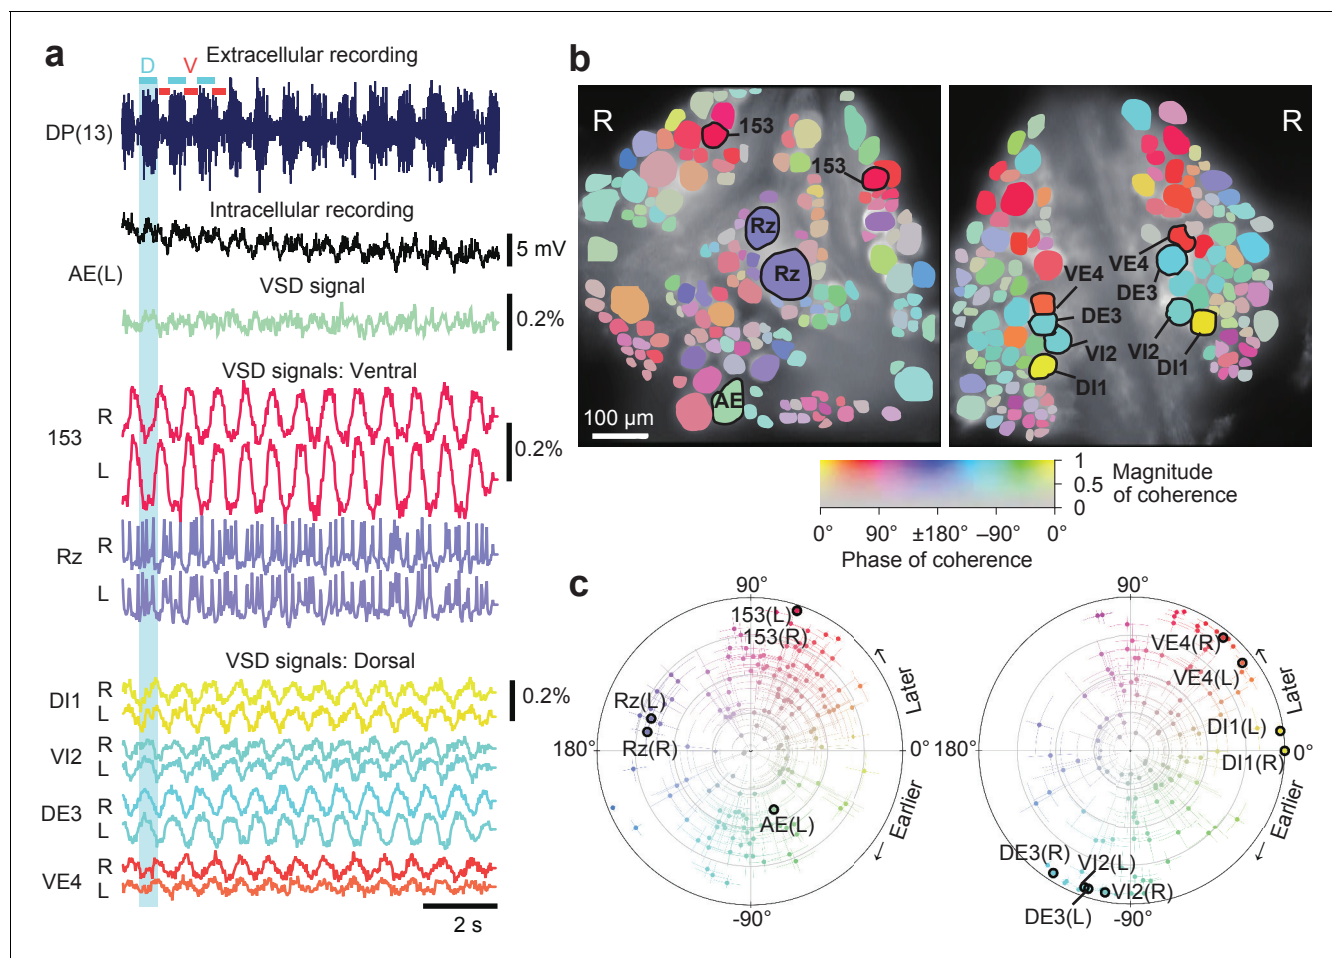 a
Extracellular recording
D
V
DP(13)
Intracellular recording
5 mV
AE(L)
VSD signal
0.2%
VSD signals: Ventral
R
153
0.2%
L
R
Rz
L
VSD signals: Dorsal
R
DI1
0.2%
L
R
VI2
L
R
DE3
L
R
VE4
L
2 s
b
R
153
153
Rz
Rz
AE
100 µm
R
VE4
DE3
VE4
DE3
VI2
DI1
VI2
DI1
1
0.5
0
Magnitude
of coherence
0° 90° ±180° –90° 0°
Phase of coherence
c
90°
153(L)
153(R)
Rz(L)
Rz(R)
180°
0°
AE(L)
-90°
Later
Earlier
90°
VE4(R)
VE4(L)
DI1(L)
180°
0°
DI1(R)
DE3(R)
VI2(L)
VI2(R)
DE3(L)
-90°
Later
Earlier